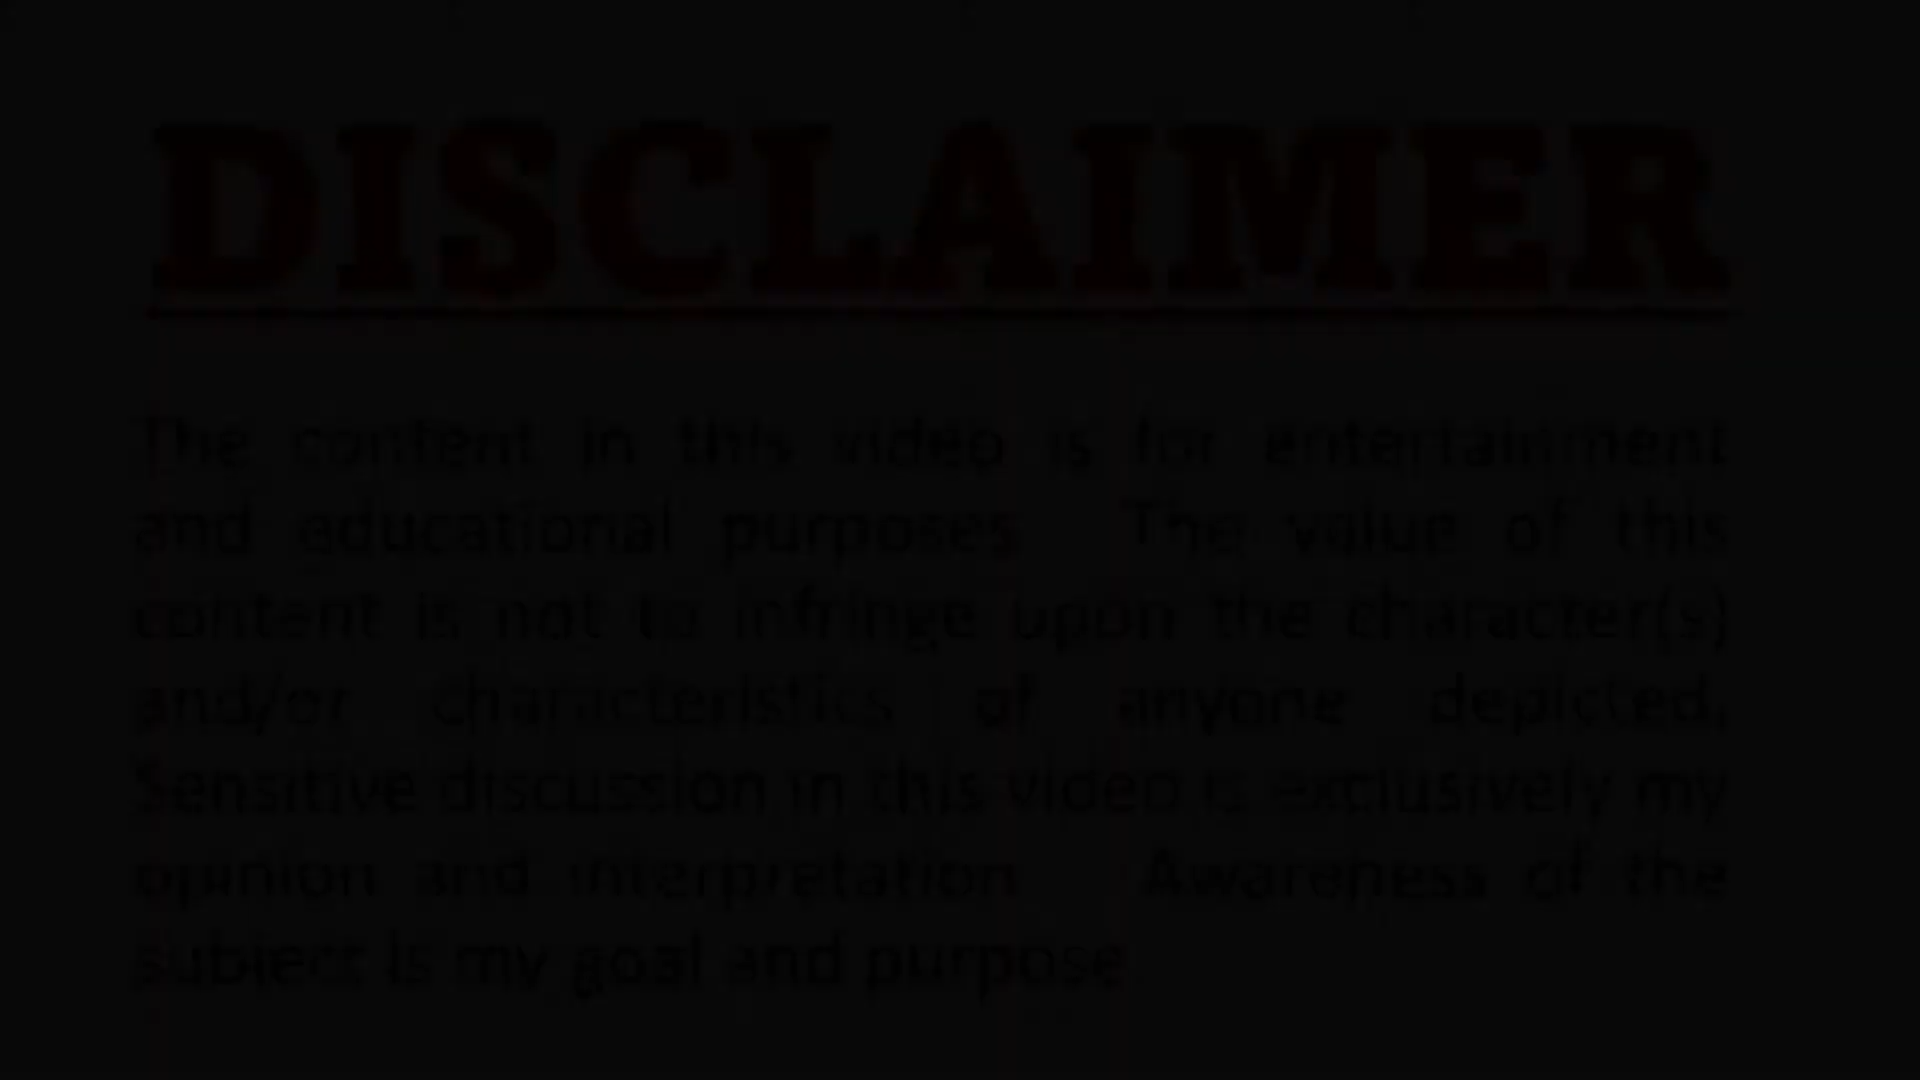 DISCLAIMER
The content in this video is for entertainment
and educational purposes. The value of this
content is not to infringe upon the character(s)
and/or characteristics of anyone depicted.
Sensitive discussion in this video is exclusively my
opinion and interpretation. Awareness of the
subject is my goal and purpose.